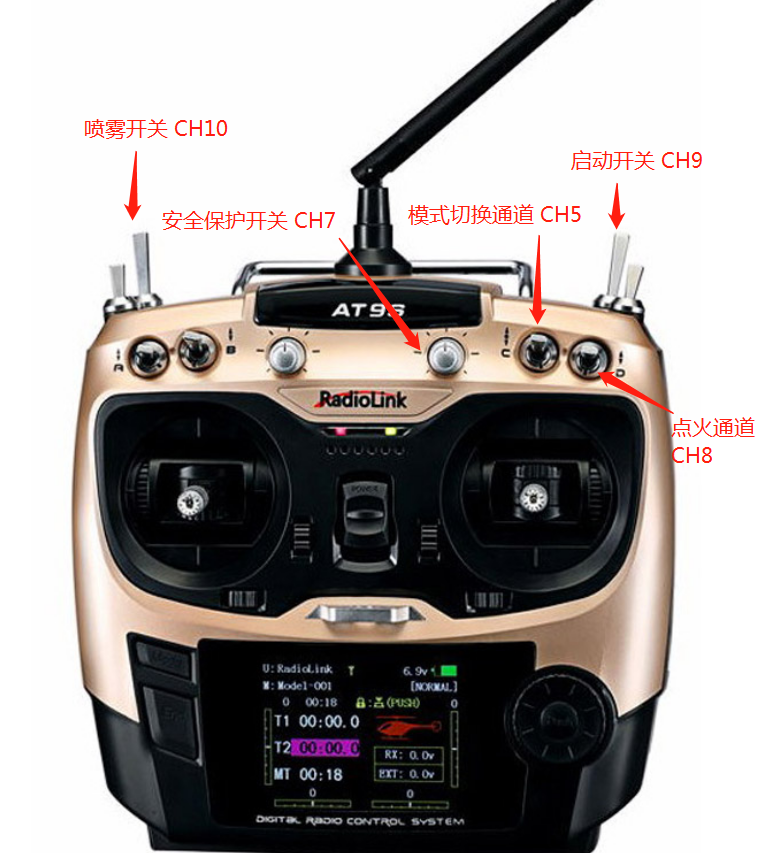 喷雾开关 CH10
启动开关 CH9
安全保护开关 CH7
模式切换通道 CH5
AT9S
A
B
C
D
RadioLink
点火通道
CH8
POWER
U:RadioLink
6.9v
M:Model-001
[NORMAL]
0 00:18
:(PUSH) 0
T1 00:00.0
T2 00:00.0
RX: 0.0v
MT 00:18
EXT: 0.0v
0 0
DIGITAL RADIO CONTROL SYSTEM